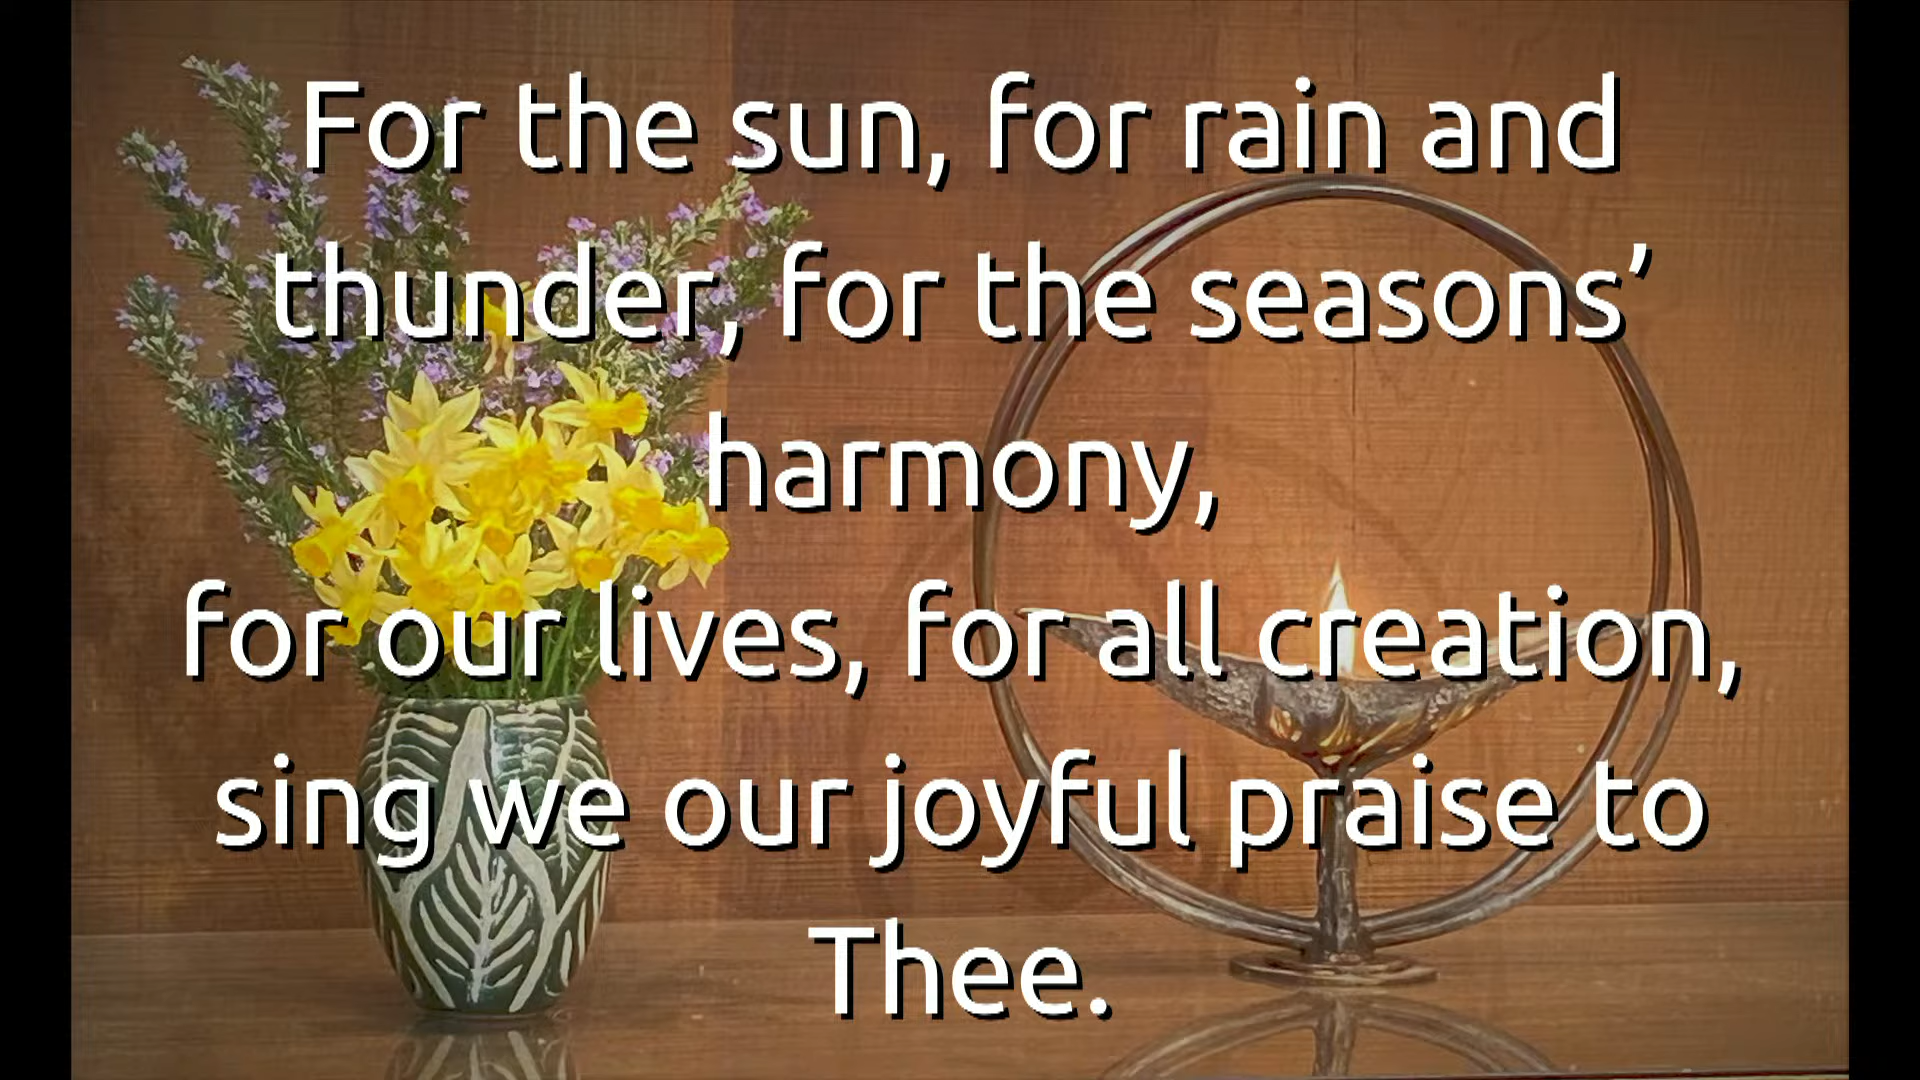 For the sun, for rain and
thunder, for the seasons’
harmony,
for our lives, for all creation,
sing we our joyful praise to
Thee.